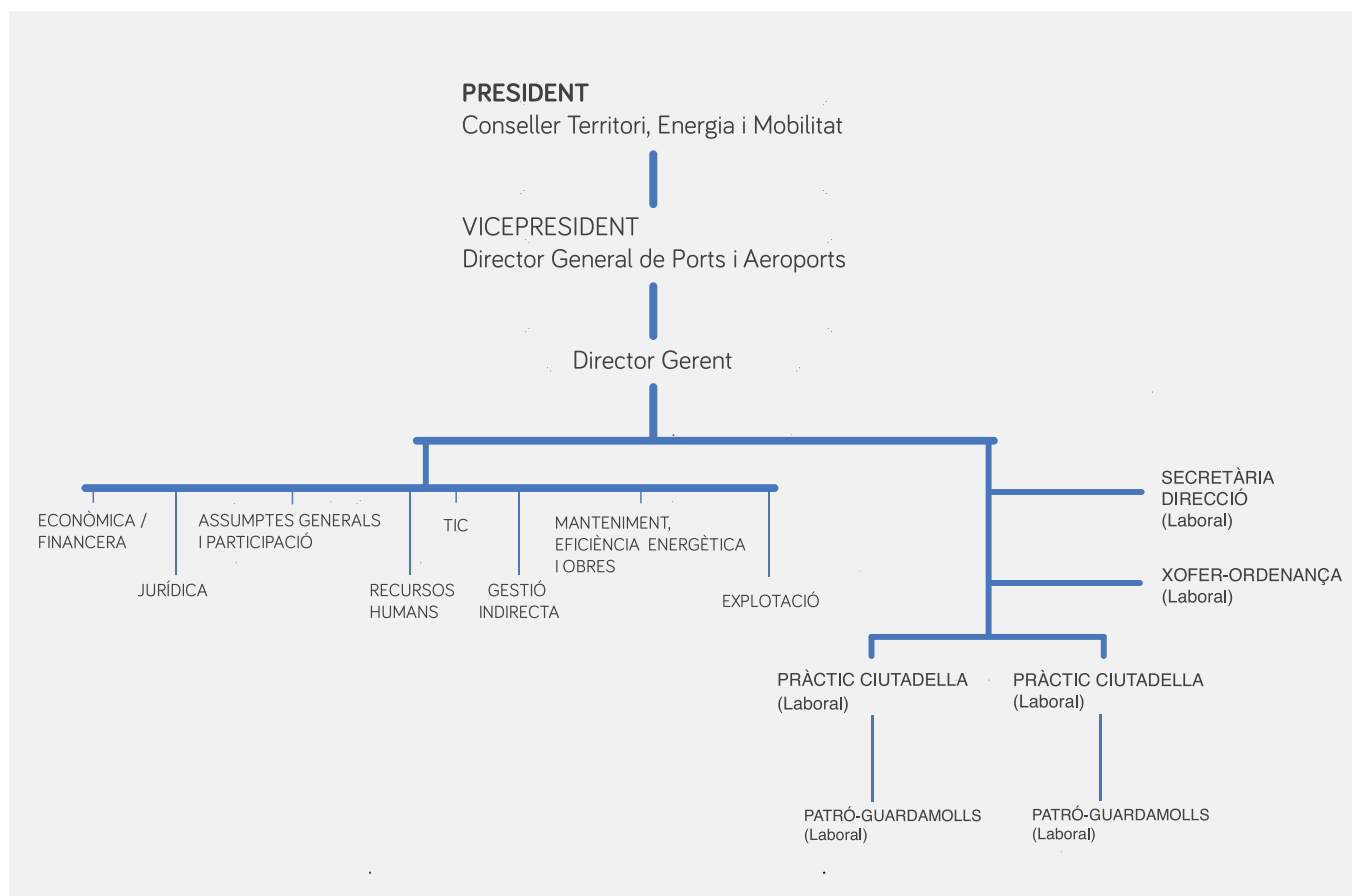 PRESIDENT
Conseller Territori, Energia i Mobilitat
VICEPRESIDENT
Director General de Ports i Aeroports
Director Gerent
ECONÒMICA /
FINANCERA
JURÍDICA
ASSUMPTES GENERALS
I PARTICIPACIÓ
RECURSOS
HUMANS
TIC
GESTIÓ
INDIRECTA
MANTENIMENT,
EFICIÈNCIA ENERGÈTICA
I OBRES
EXPLOTACIÓ
SECRETÀRIA
DIRECCIÓ
(Laboral)
XOFER-ORDENANÇA
(Laboral)
PRÀCTIC CIUTADELLA
(Laboral)
PRÀCTIC CIUTADELLA
(Laboral)
PATRÓ-GUARDAMOLLS
(Laboral)
PATRÓ-GUARDAMOLLS
(Laboral)